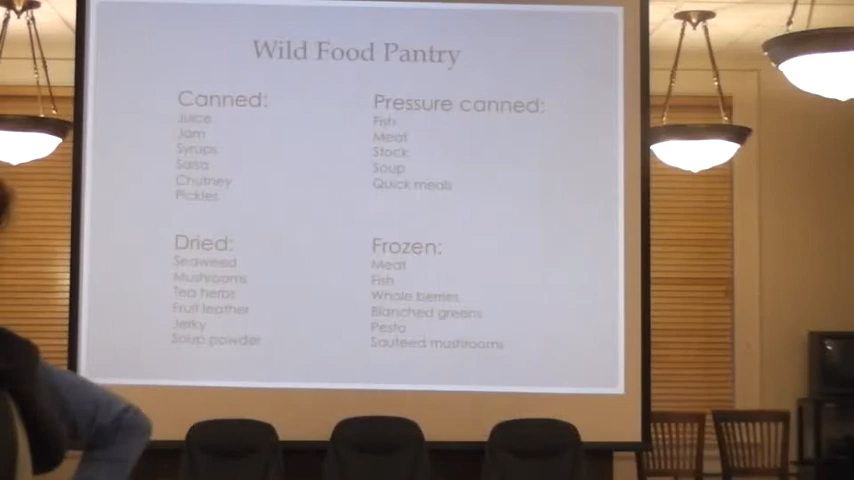 Wild Food Pantry
Canned:
Juice
Jam
Syrups
Salsa
Chutney
Pickles
Pressure canned:
Fish
Meat
Stock
Soup
Quick meals
Dried:
Seaweed
Mushrooms
Tea herbs
Fruit leather
Jerky
Soup powder
Frozen:
Meat
Fish
Whole berries
Blanched greens
Pesto
Sauteed mushrooms